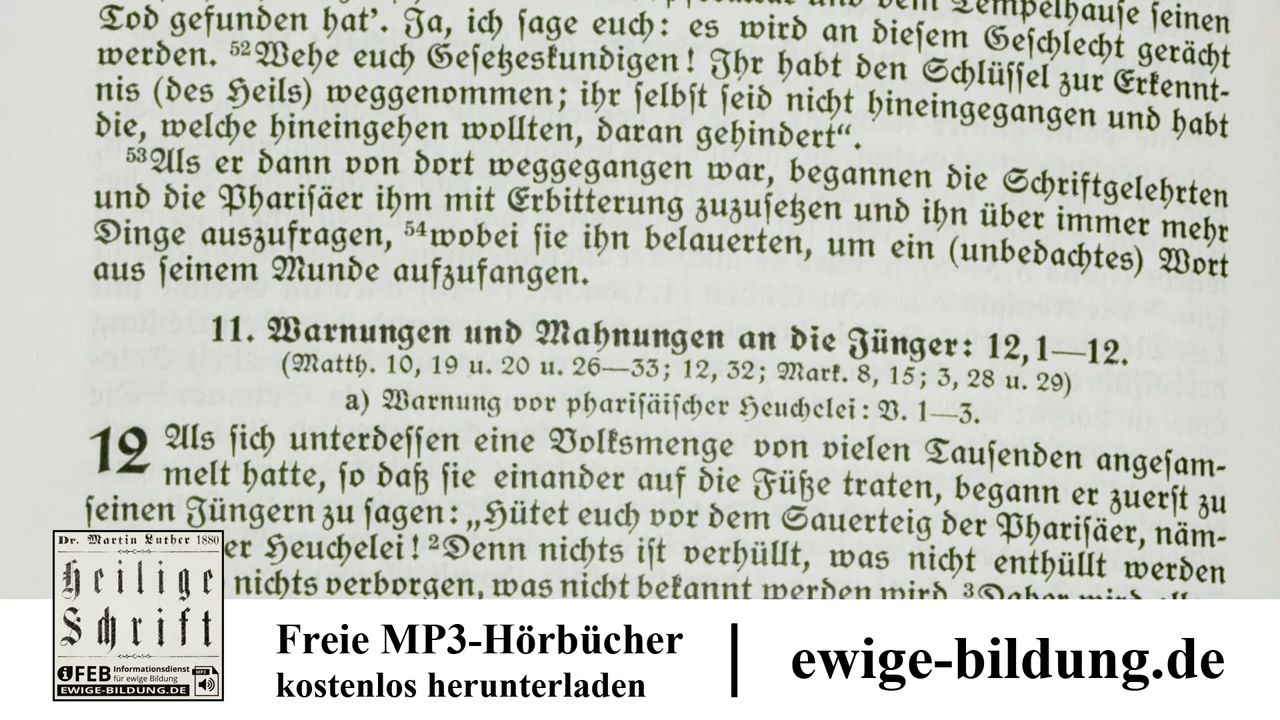 und dem Tempelhause seinen
Tod gefunden hat’. Ja, ich sage euch: es wird an diesem Geschlecht gerächt
werden. ⁵²Wehe euch Gesetzeskundigen! Ihr habt den Schlüssel zur Erkennt-
nis (des Heils) weggenommen; ihr selbst seid nicht hineingegangen und habt
die, welche hineingehen wollten, daran gehindert“.
⁵³Als er dann von dort weggegangen war, begannen die Schriftgelehrten
und die Pharisäer ihm mit Erbitterung zuzusetzen und ihn über immer mehr
Dinge auszufragen, ⁵⁴wobei sie ihn belauerten, um ein (unbedachtes) Wort
aus seinem Munde aufzufangen.
11. Warnungen und Mahnungen an die Jünger: 12,1—12.
(Matth. 10, 19 u. 20 u. 26—33; 12, 32; Mark. 8, 15; 3, 28 u. 29)
a) Warnung vor pharisäischer Heuchelei: V. 1—3.
12 Als sich unterdessen eine Volksmenge von vielen Tausenden angesam-
melt hatte, so daß sie einander auf die Füße traten, begann er zuerst zu
seinen Jüngern zu sagen: „Hütet euch vor dem Sauerteig der Pharisäer, näm-
er Heuchelei! ²Denn nichts ist verhüllt, was nicht enthüllt werden
nichts verborgen, was nicht bekannt werden wird. ³Daher wird
Dr. Martin Luther 1880
Heilige
Schrift
iFEB Informationsdienst
für ewige Bildung
MP3
EWIGE-BILDUNG.DE
Freie MP3-Hörbücher
kostenlos herunterladen
ewige-bildung.de